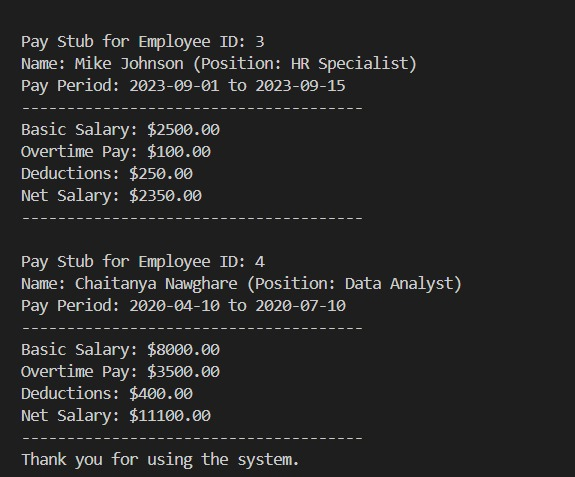 Pay Stub for Employee ID: 3
Name: Mike Johnson (Position: HR Specialist)
Pay Period: 2023-09-01 to 2023-09-15
--------------------------------------
Basic Salary: $2500.00
Overtime Pay: $100.00
Deductions: $250.00
Net Salary: $2350.00
--------------------------------------
Pay Stub for Employee ID: 4
Name: Chaitanya Nawghare (Position: Data Analyst)
Pay Period: 2020-04-10 to 2020-07-10
--------------------------------------
Basic Salary: $8000.00
Overtime Pay: $3500.00
Deductions: $400.00
Net Salary: $11100.00
--------------------------------------
Thank you for using the system.